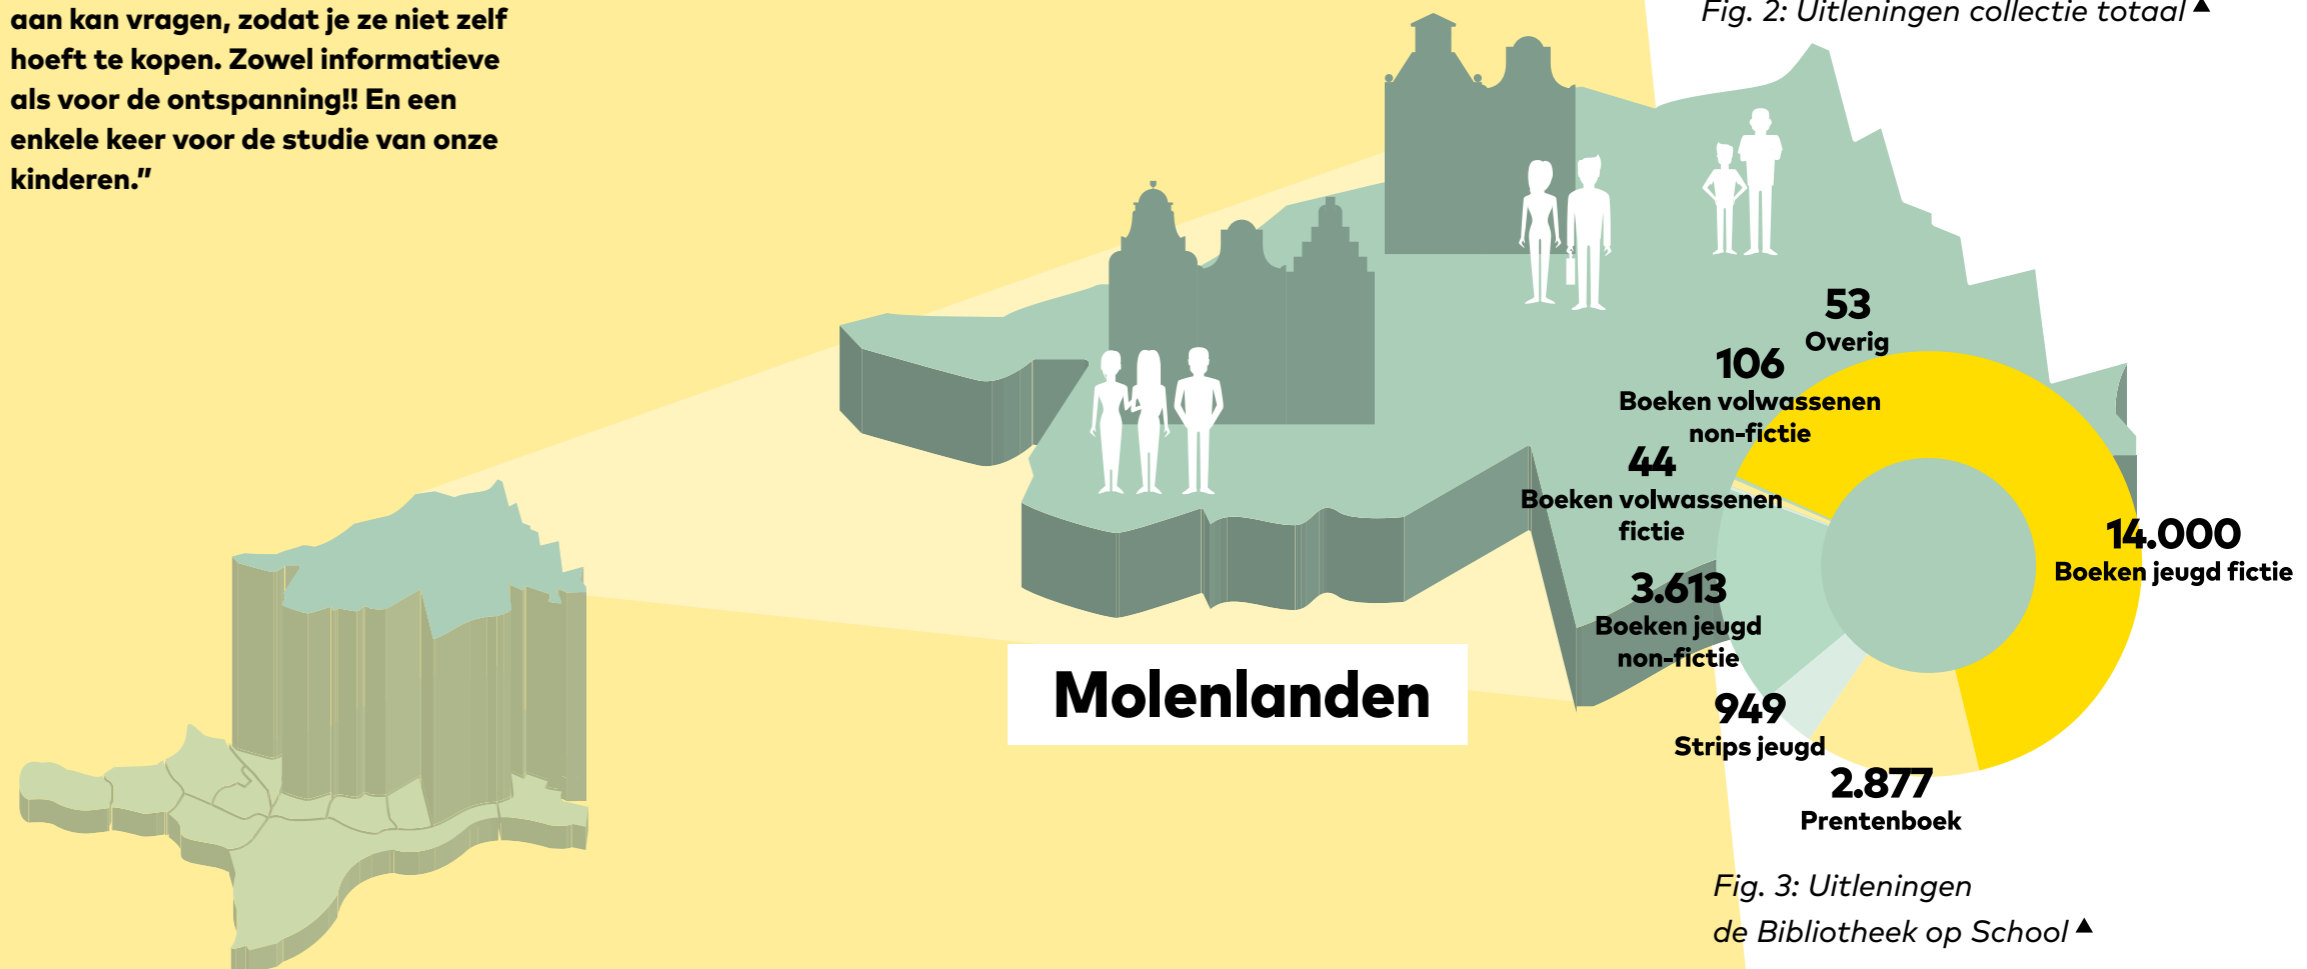 aan kan vragen, zodat je ze niet zelf
hoeft te kopen. Zowel informatieve
als voor de ontspanning!! En een
enkele keer voor de studie van onze
kinderen.”
Fig. 2: Uitleningen collectie totaal ▲
53
Overig
106
Boeken volwassenen
non-fictie
44
Boeken volwassenen
fictie
14.000
Boeken jeugd fictie
3.613
Boeken jeugd
non-fictie
949
Strips jeugd
2.877
Prentenboek
Molenlanden
Fig. 3: Uitleningen
de Bibliotheek op School ▲